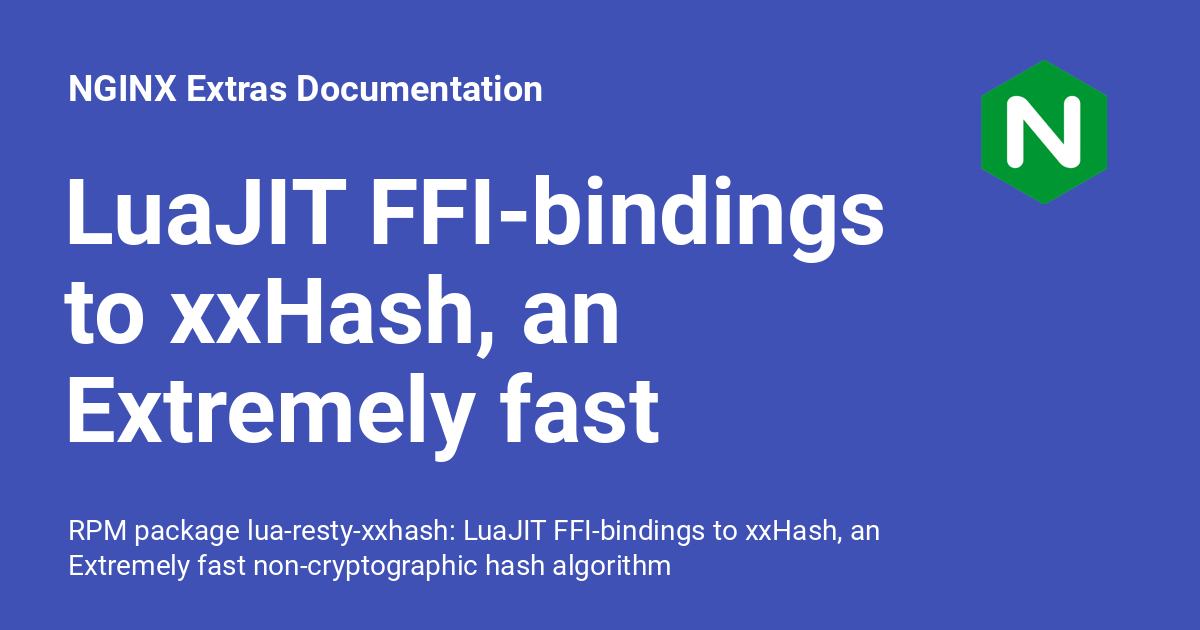 NGINX Extras Documentation
N
LuaJIT FFI-bindings
to xxHash, an
Extremely fast
RPM package lua-resty-xxhash: LuaJIT FFI-bindings to xxHash, an
Extremely fast non-cryptographic hash algorithm